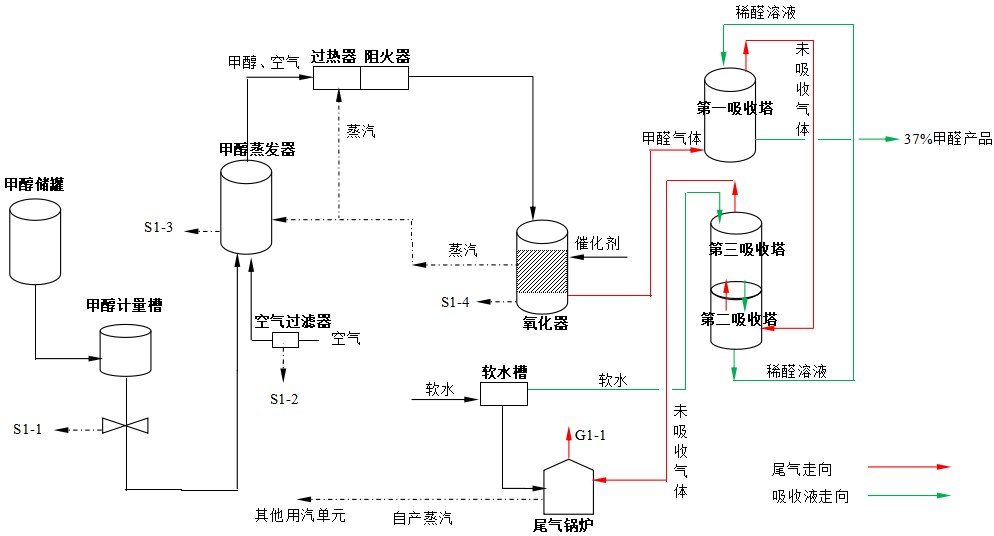 稀醛溶液
过热器 阻火器
甲醇、空气
未吸收气体
第一吸收塔
蒸汽
甲醛气体
37%甲醛产品
甲醇蒸发器
甲醇储罐
S1-3
蒸汽
催化剂
第三吸收塔
S1-4
甲醇计量槽
空气过滤器
氧化器
第二吸收塔
空气
软水槽
稀醛溶液
软水
软水
S1-2
S1-1
未吸收气体
G1-1
尾气走向
吸收液走向
其他用汽单元
自产蒸汽
尾气锅炉